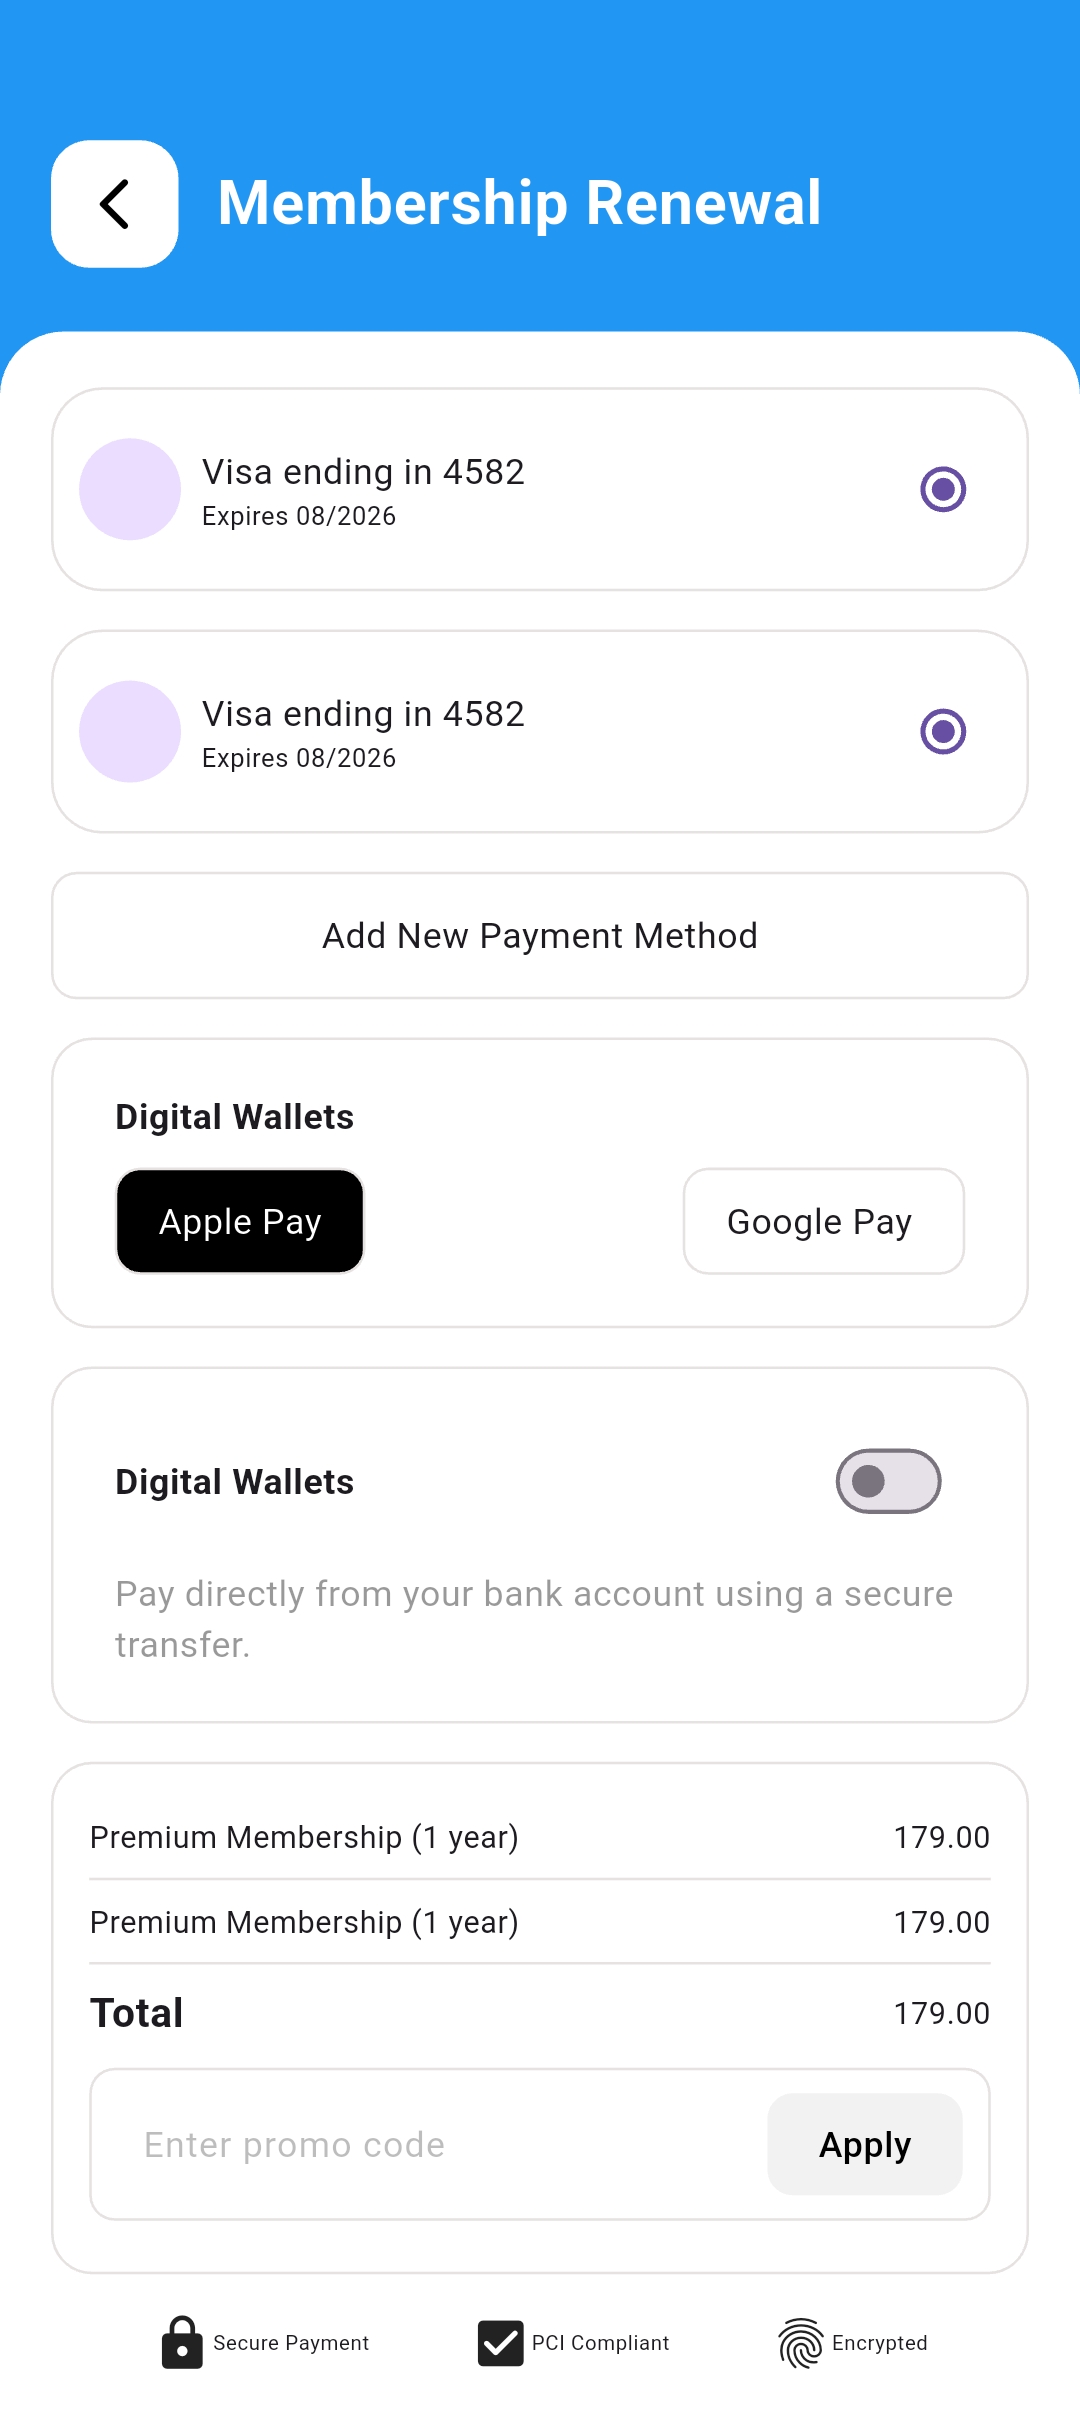 Membership Renewal
Visa ending in 4582
Expires 08/2026
Visa ending in 4582
Expires 08/2026
Add New Payment Method
Digital Wallets
Apple Pay
Google Pay
Digital Wallets
Pay directly from your bank account using a secure
transfer.
Premium Membership (1 year) 179.00
Premium Membership (1 year) 179.00
Total 179.00
Enter promo code
Apply
Secure Payment
PCI Compliant
Encrypted